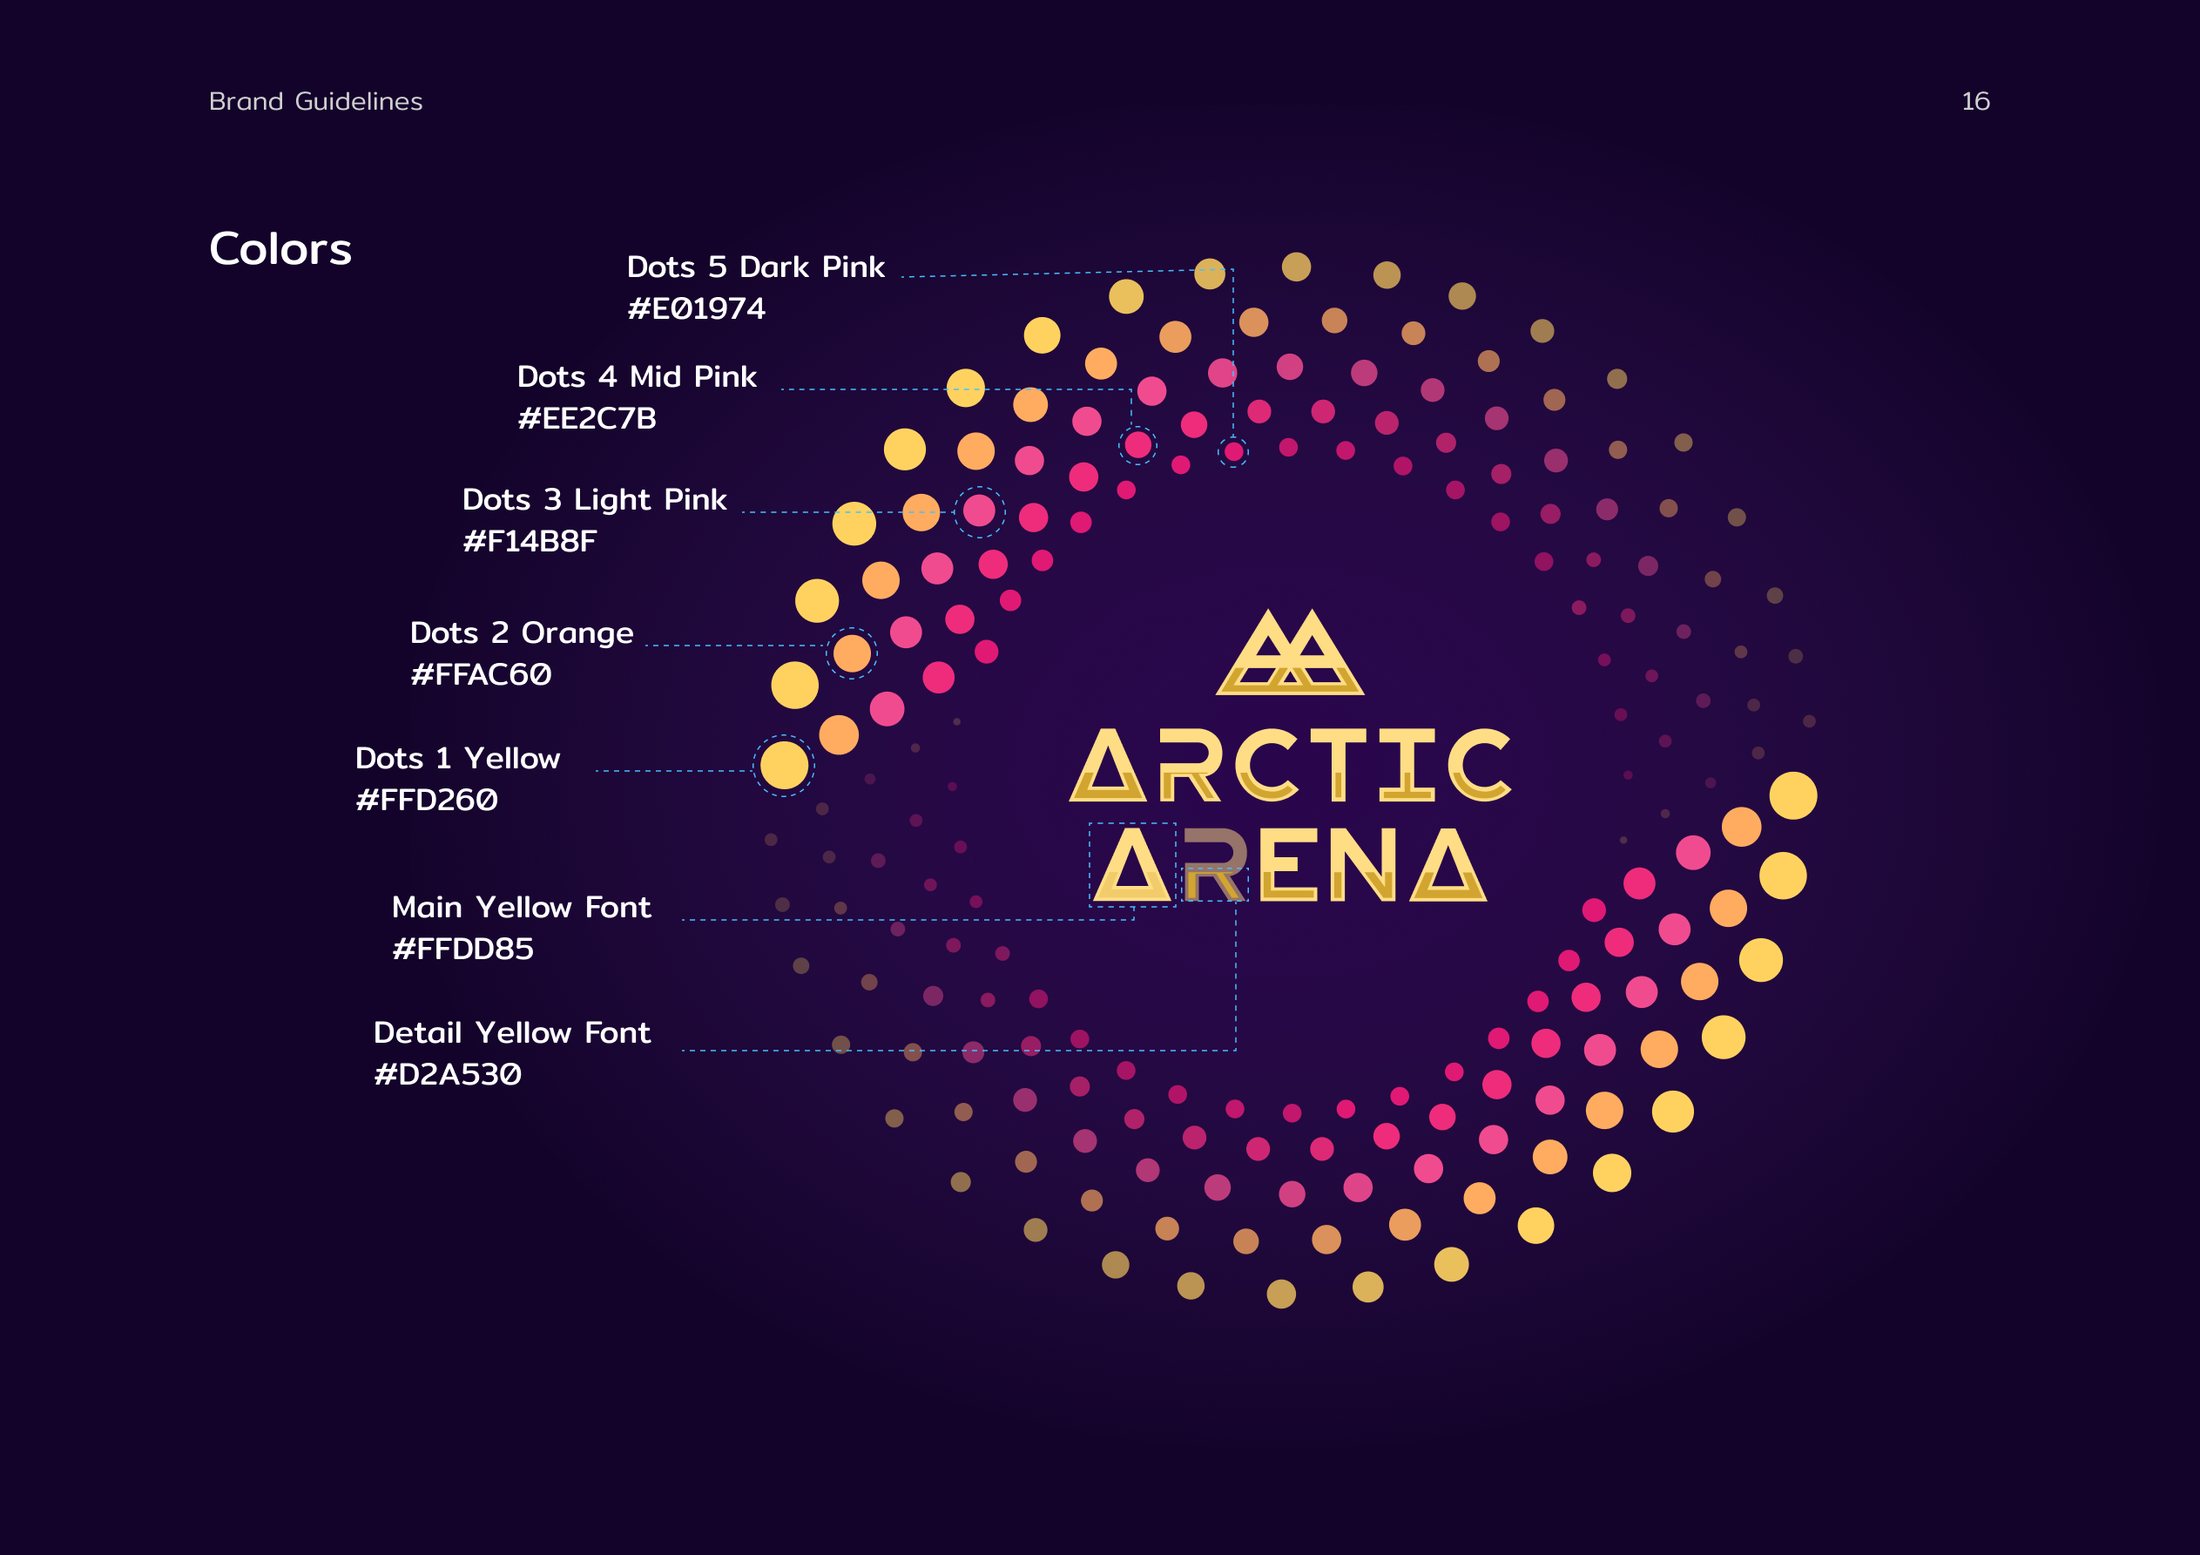 Brand Guidelines
16
Colors
Dots 5 Dark Pink
#E01974
Dots 4 Mid Pink
#EE2C7B
Dots 3 Light Pink
#F14B8F
Dots 2 Orange
#FFAC60
Dots 1 Yellow
#FFD260
Main Yellow Font
#FFDD85
Detail Yellow Font
#D2A530
ARCTIC
ARENA